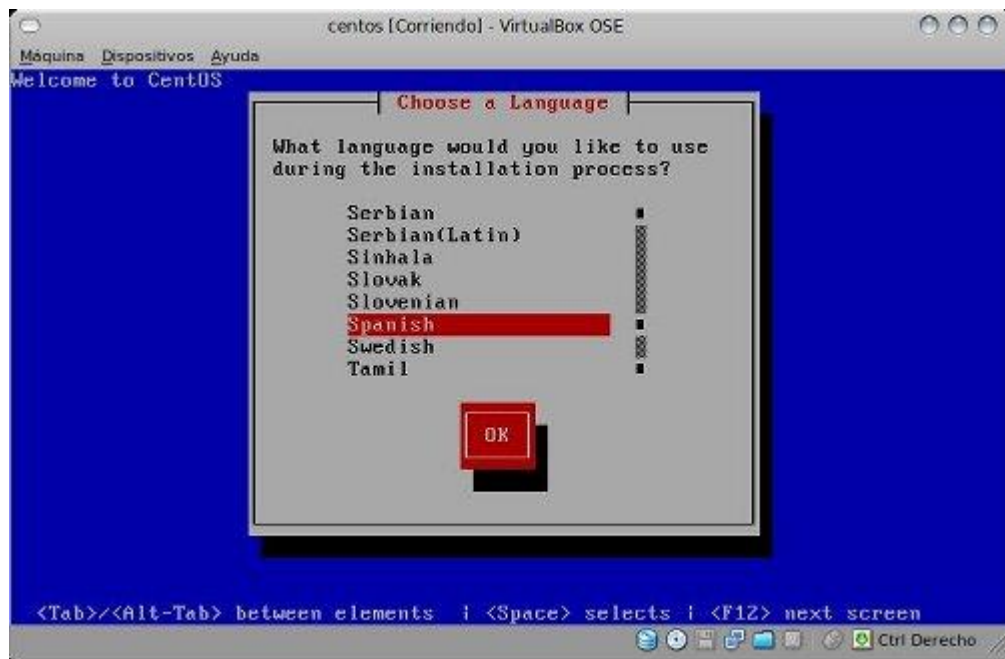 centos [Corriendo] - VirtualBox OSE
Máquina Dispositivos Ayuda
Welcome to CentOS
Choose a Language
What language would you like to use
during the installation process?
Serbian
Serbian(Latin)
Sinhala
Slovak
Slovenian
Spanish
Swedish
Tamil
OK
<Tab>/<Alt-Tab> between elements | <Space> selects | <F12> next screen
Ctrl Derecho